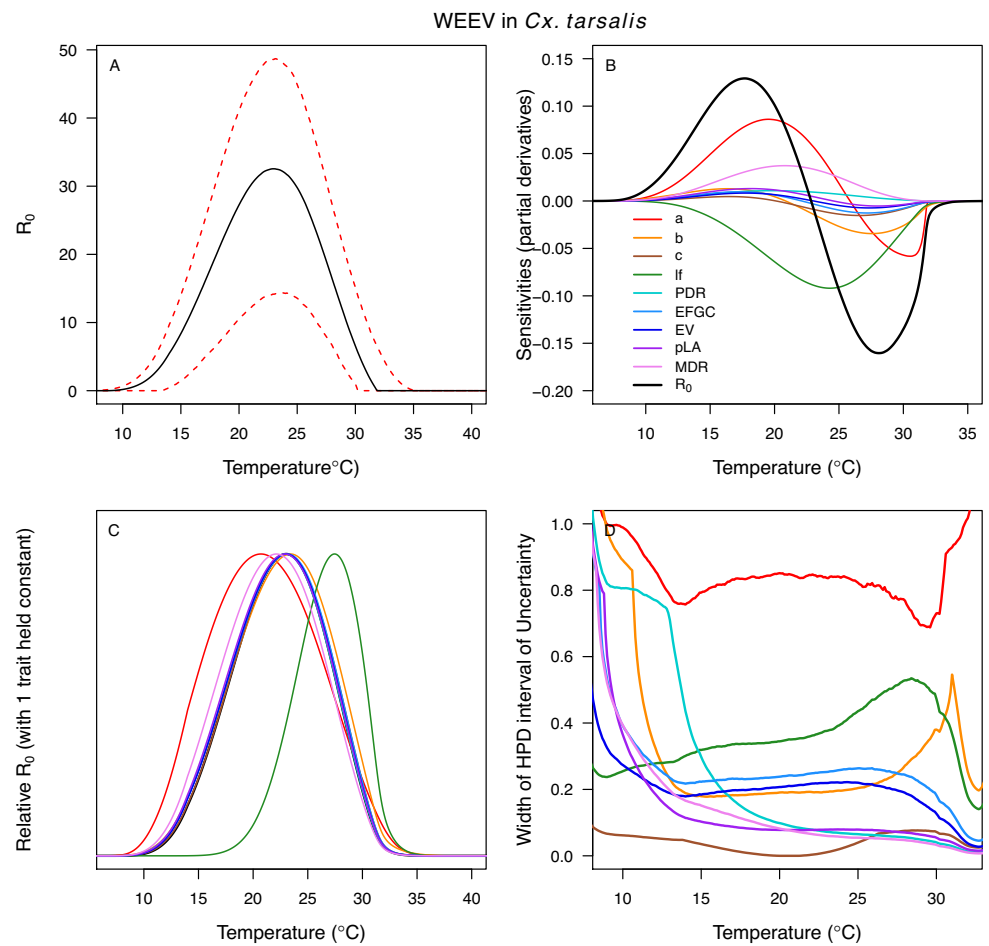 WEEV in Cx. tarsalis
A
50
40
30
20
10
0
R0
10 15 20 25 30 35 40
Temperature°C)
B
0.15
0.10
0.05
0.00
−0.05
−0.10
−0.15
−0.20
Sensitivities (partial derivatives)
a
b
c
lf
PDR
EFGC
EV
pLA
MDR
R0
10 15 20 25 30 35
Temperature (°C)
C
Relative R0 (with 1 trait held constant)
10 15 20 25 30 35
Temperature (°C)
D
1.0
0.8
0.6
0.4
0.2
0.0
Width of HPD interval of Uncertainty
10 15 20 25 30
Temperature (°C)